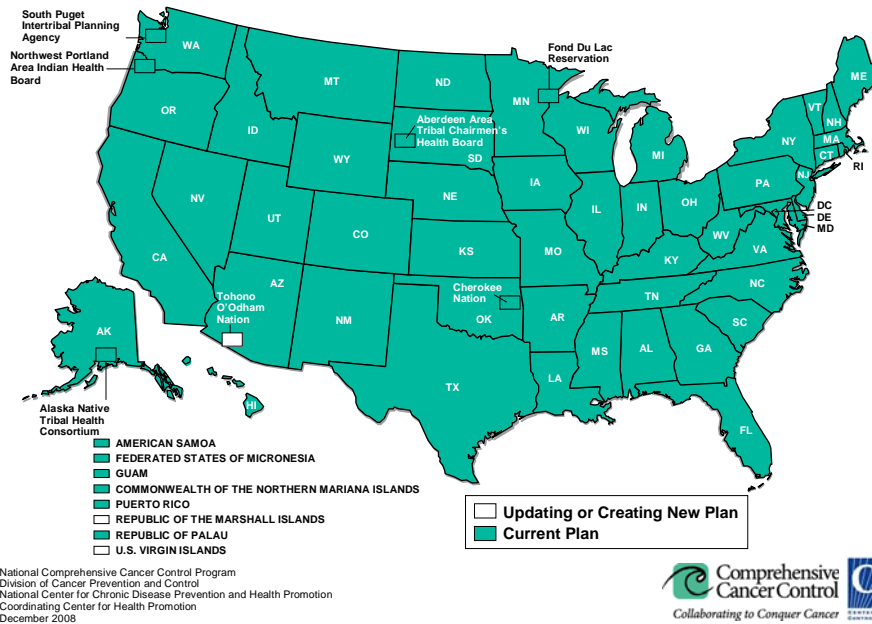 South Puget
Intertribal Planning
Agency
Northwest Portland
Area Indian Health
Board
Fond Du Lac
Reservation
WA
OR
ID
MT
ND
MN
Aberdeen Area
Tribal Chairmen's
Health Board
SD
WY
NV
UT
CA
CO
NE
KS
IA
WI
MI
IL
IN
OH
MO
KY
WV
VA
PA
NY
VT
NH
ME
MA
CT
RI
NJ
DC
DE
MD
NC
TN
SC
AR
Cherokee
Nation
OK
AZ
Tohono
O'Odham
Nation
NM
TX
LA
MS
AL
GA
FL
AK
HI
Alaska Native
Tribal Health
Consortium
AMERICAN SAMOA
FEDERATED STATES OF MICRONESIA
GUAM
COMMONWEALTH OF THE NORTHERN MARIANA ISLANDS
PUERTO RICO
REPUBLIC OF THE MARSHALL ISLANDS
REPUBLIC OF PALAU
U.S. VIRGIN ISLANDS
Updating or Creating New Plan
Current Plan
National Comprehensive Cancer Control Program
Division of Cancer Prevention and Control
National Center for Chronic Disease Prevention and Health Promotion
Coordinating Center for Health Promotion
December 2008
Comprehensive
Cancer Control
Collaborating to Conquer Cancer